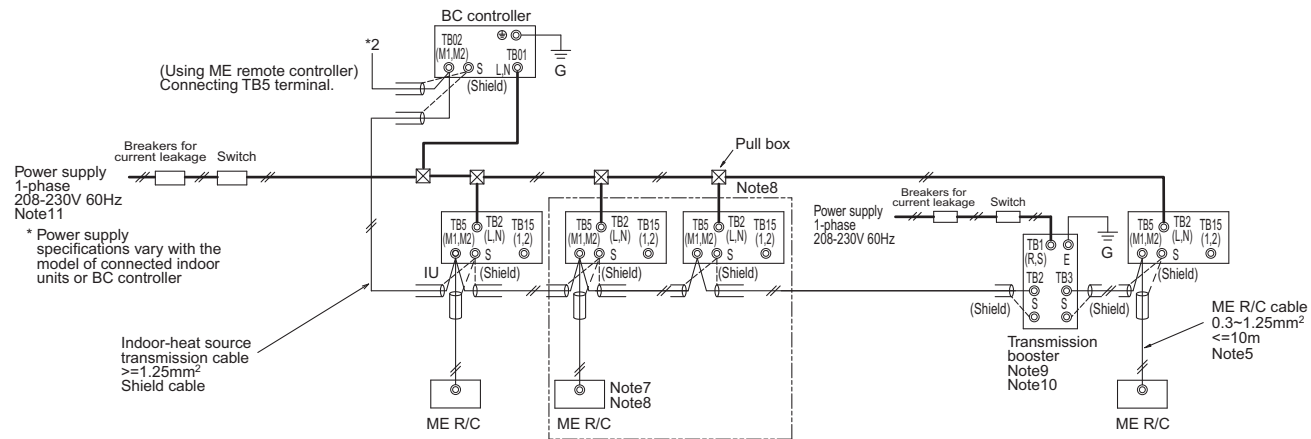 BC controller
*2
TB02
(M1,M2)
S
TB01
L,N
(Shield)
G
(Using ME remote controller)
Connecting TB5 terminal.
Breakers for
current leakage
Switch
Power supply
1-phase
208-230V 60Hz
Note11
* Power supply
specifications vary with the
model of connected indoor
units or BC controller
Pull box
Note8
TB5
(M1,M2)
TB2
(L,N)
TB15
(1,2)
S
(Shield)
IU
TB5
(M1,M2)
TB2
(L,N)
TB15
(1,2)
S
(Shield)
TB5
(M1,M2)
TB2
(L,N)
TB15
(1,2)
S
(Shield)
Breakers for
current leakage
Switch
Power supply
1-phase
208-230V 60Hz
TB1
(R,S)
E
G
TB2
TB3
S
S
(Shield)
(Shield)
Transmission
booster
Note9
Note10
TB5
(M1,M2)
TB2
(L,N)
TB15
(1,2)
S
(Shield)
ME R/C cable
0.3~1.25mm²
<=10m
Note5
Indoor-heat source
transmission cable
>=1.25mm²
Shield cable
ME R/C
Note7
Note8
ME R/C
ME R/C